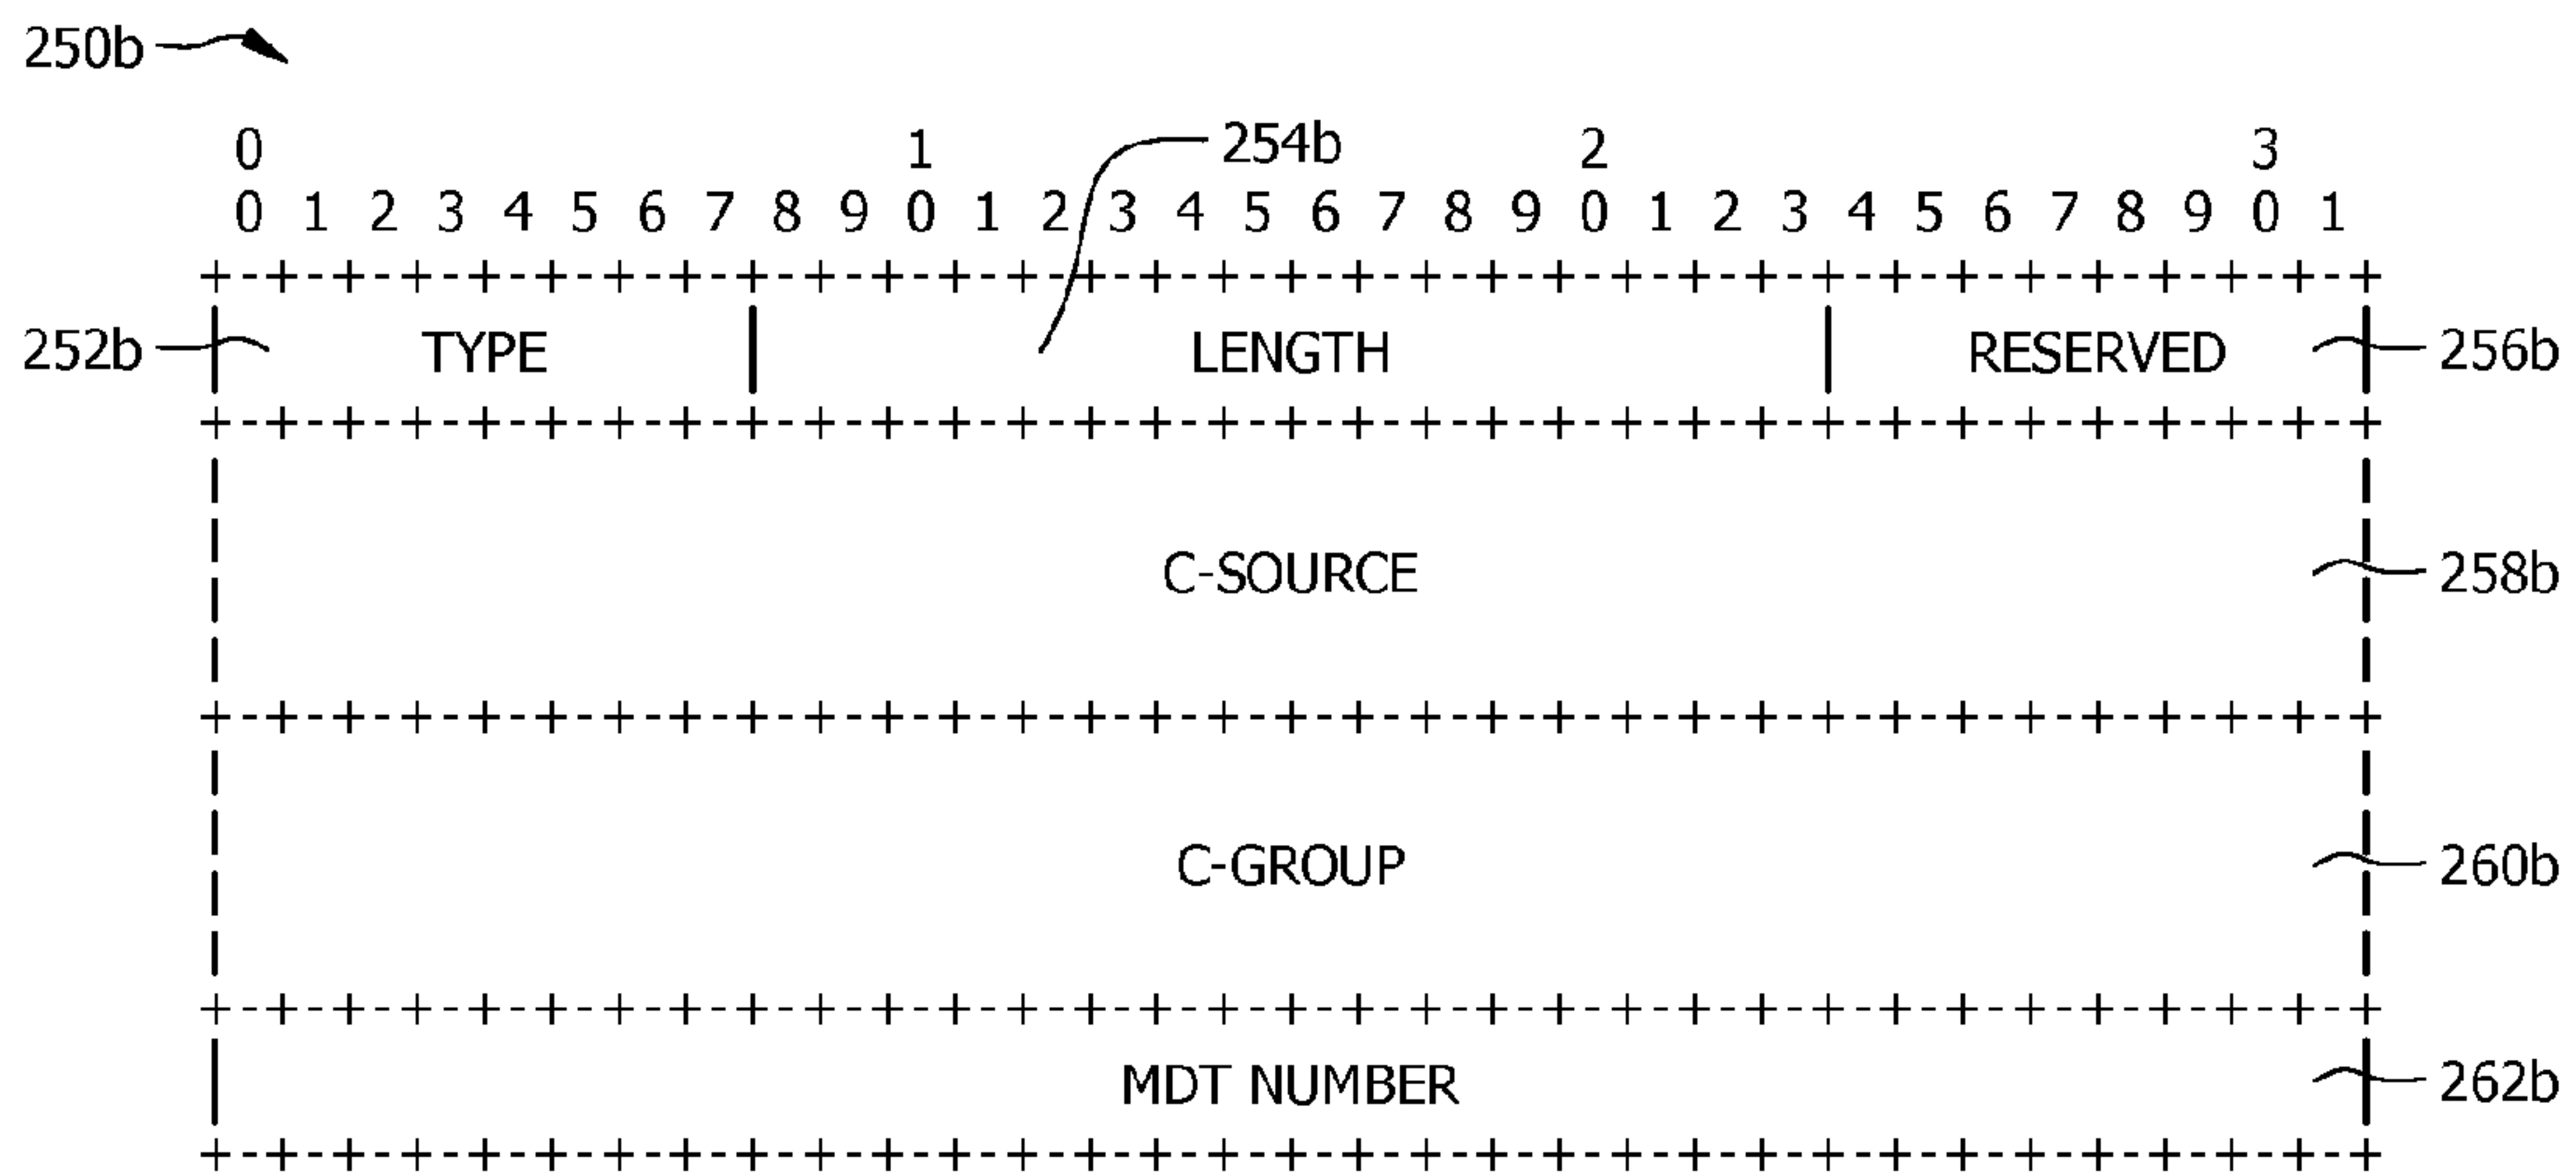 250b
0 1 254b 2 3
0 1 2 3 4 5 6 7 8 9 0 1 2 3 4 5 6 7 8 9 0 1 2 3 4 5 6 7 8 9 0 1
252b TYPE LENGTH RESERVED 256b
C-SOURCE 258b
C-GROUP 260b
MDT NUMBER 262b